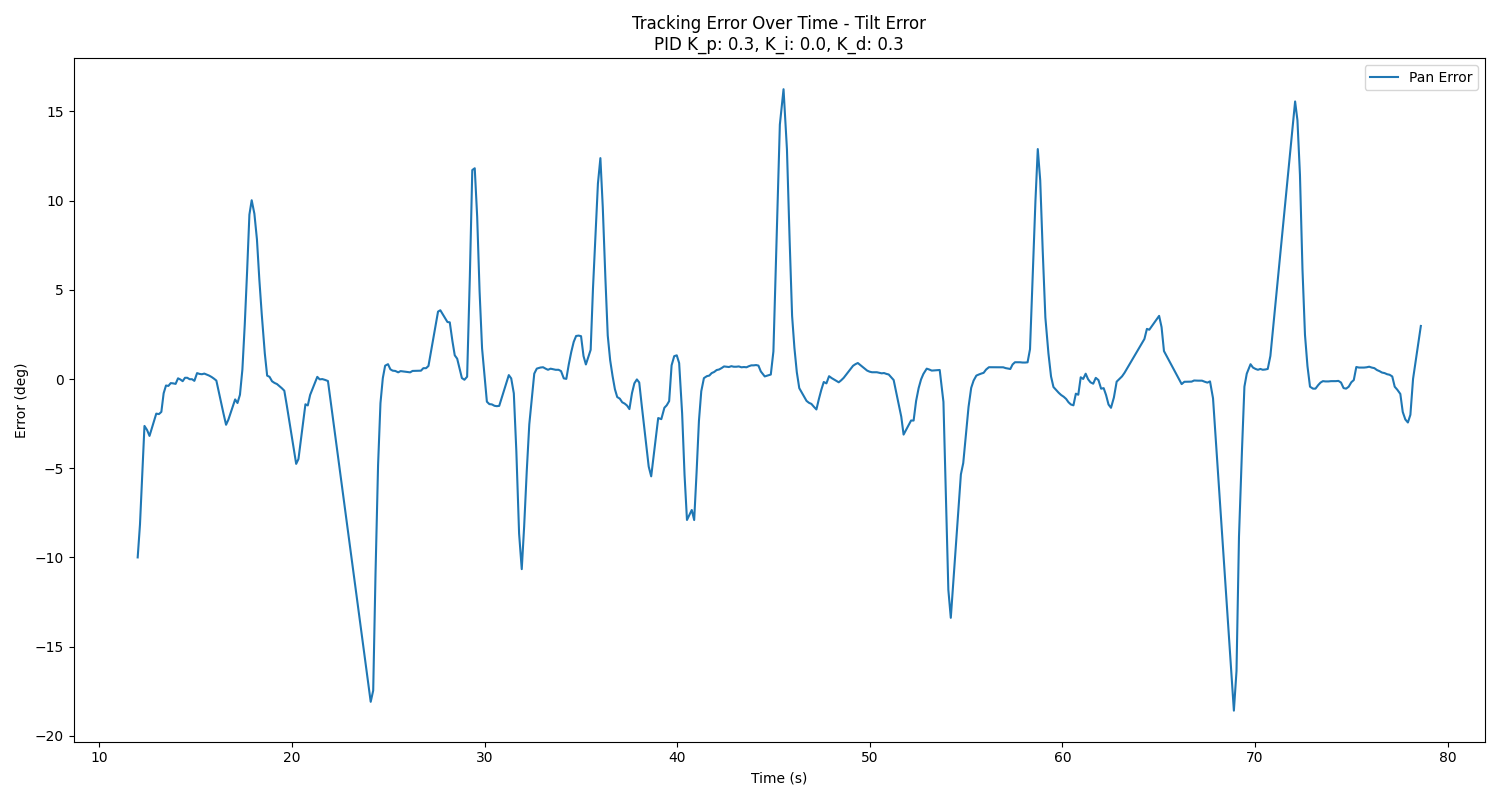 Tracking Error Over Time - Tilt Error
PID K_p: 0.3, K_i: 0.0, K_d: 0.3
Pan Error
Error (deg)
15
10
5
0
−5
−10
−15
−20
10 20 30 40 50 60 70 80
Time (s)